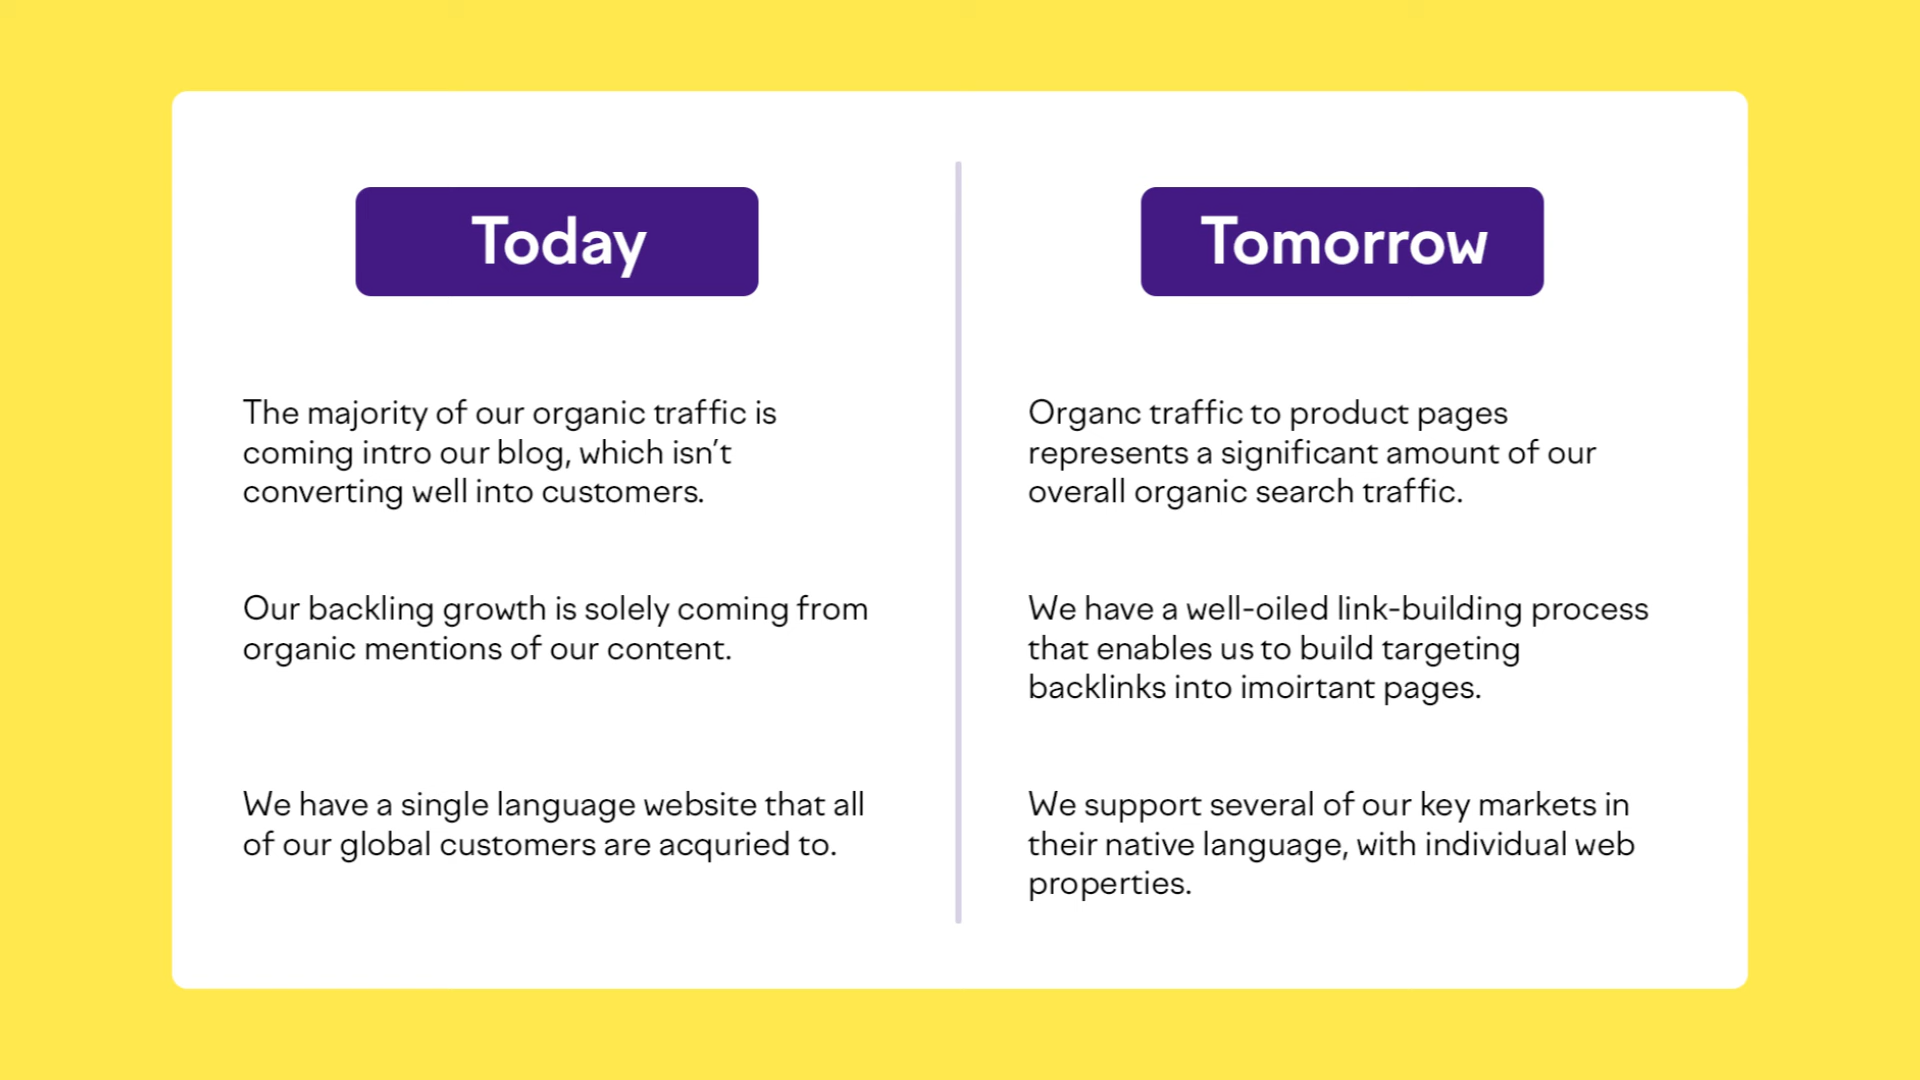 Today
The majority of our organic traffic is
coming intro our blog, which isn’t
converting well into customers.
Our backling growth is solely coming from
organic mentions of our content.
We have a single language website that all
of our global customers are acquried to.
Tomorrow
Organc traffic to product pages
represents a significant amount of our
overall organic search traffic.
We have a well-oiled link-building process
that enables us to build targeting
backlinks into imoirtant pages.
We support several of our key markets in
their native language, with individual web
properties.